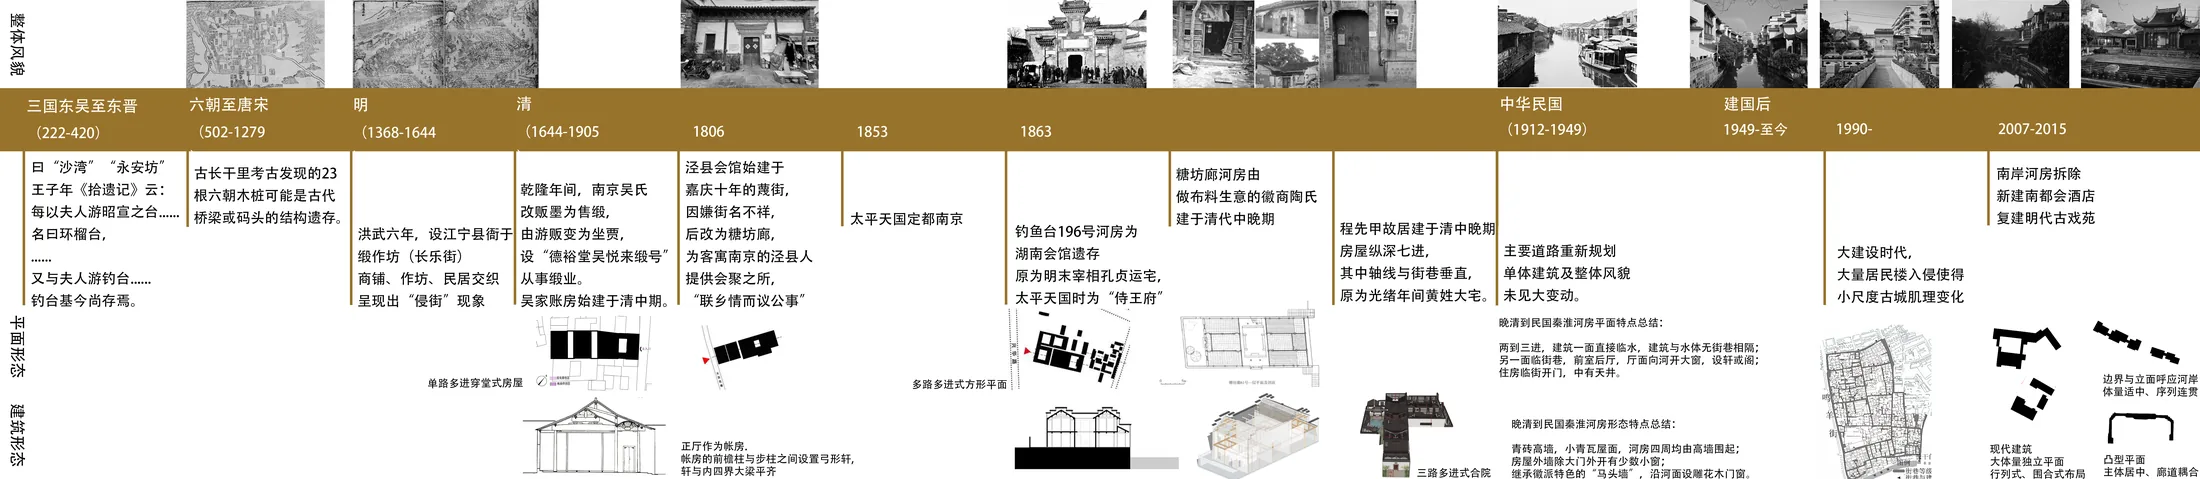 整体风貌
三国东吴至东晋
（222-420）
六朝至唐宋
（502-1279
明
（1368-1644
清
（1644-1905
1806
1853
1863
中华民国
（1912-1949）
建国后
1949-至今
1990-
2007-2015
曰“沙湾”“永安坊”
王子年《拾遗记》云：
每以夫人游昭宣之台……
名曰环榴台，
……
又与夫人游钓台……
钓台基今尚存焉。
古长干里考古发现的23
根六朝木桩可能是古代
桥梁或码头的结构遗存。
洪武六年，设江宁县衙于
缎作坊（长乐街）
商铺、作坊、民居交织
呈现出“侵街”现象
乾隆年间，南京吴氏
改贩墨为售缎，
由游贩变为坐贾，
设“德裕堂吴悦来缎号”
从事缎业。
吴家账房始建于清中期。
泾县会馆始建于
嘉庆十年的蔑街，
因嫌街名不祥，
后改为糖坊廊，
为客寓南京的泾县人
提供会聚之所，
“联乡情而议公事”
太平天国定都南京
钓鱼台196号河房为
湖南会馆遗存
原为明末宰相孔贞运宅，
太平天国时为“侍王府”
糖坊廊河房由
做布料生意的徽商陶氏
建于清代中晚期
程先甲故居建于清中晚期
房屋纵深七进，
其中轴线与街巷垂直，
原为光绪年间黄姓大宅。
主要道路重新规划
单体建筑及整体风貌
未见大变动。
大建设时代，
大量居民楼入侵使得
小尺度古城肌理变化
南岸河房拆除
新建南都会酒店
复建明代古戏苑
平面形态
单路多进穿堂式房屋
多路多进式方形平面
晚清到民国秦淮河房平面特点总结：
两到三进，建筑一面直接临水，建筑与水体无街巷相隔；
另一面临街巷，前室后厅，厅面向河开大窗，设轩或阁；
住房临街开门，中有天井。
边界与立面呼应河岸
体量适中、序列连贯
建筑形态
正厅作为帐房．
帐房的前檐柱与步柱之间设置弓形轩，
轩与内四界大梁平齐
三路多进式合院
晚清到民国秦淮河房形态特点总结：
青砖高墙，小青瓦屋面，河房四周均由高墙围起；
房屋外墙除大门外开有少数小窗；
继承徽派特色的“马头墙”，沿河面设雕花木门窗。
现代建筑
大体量独立平面
行列式、围合式布局
凸型平面
主体居中、廊道耦合